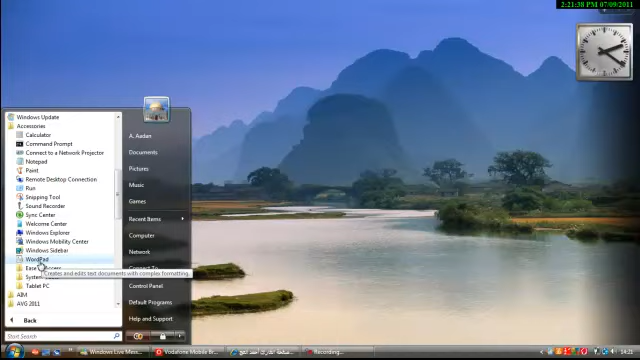 2:21:38 PM 07/09/2011
Windows Update
Accessories
Calculator
Command Prompt
Connect to a Network Projector
Notepad
Paint
Remote Desktop Connection
Run
Snipping Tool
Sound Recorder
Sync Center
Welcome Center
Windows Explorer
Windows Mobility Center
Windows Sidebar
WordPad
Creates and edits text documents with complex formatting.
Tablet PC
AIM
AVG 2011
Back
Start Search
A. Aadan
Documents
Pictures
Music
Games
Recent Items
Computer
Network
Control Panel
Default Programs
Help and Support
Windows Live Mess...
Vodafone Mobile Br...
Recording...
14:21